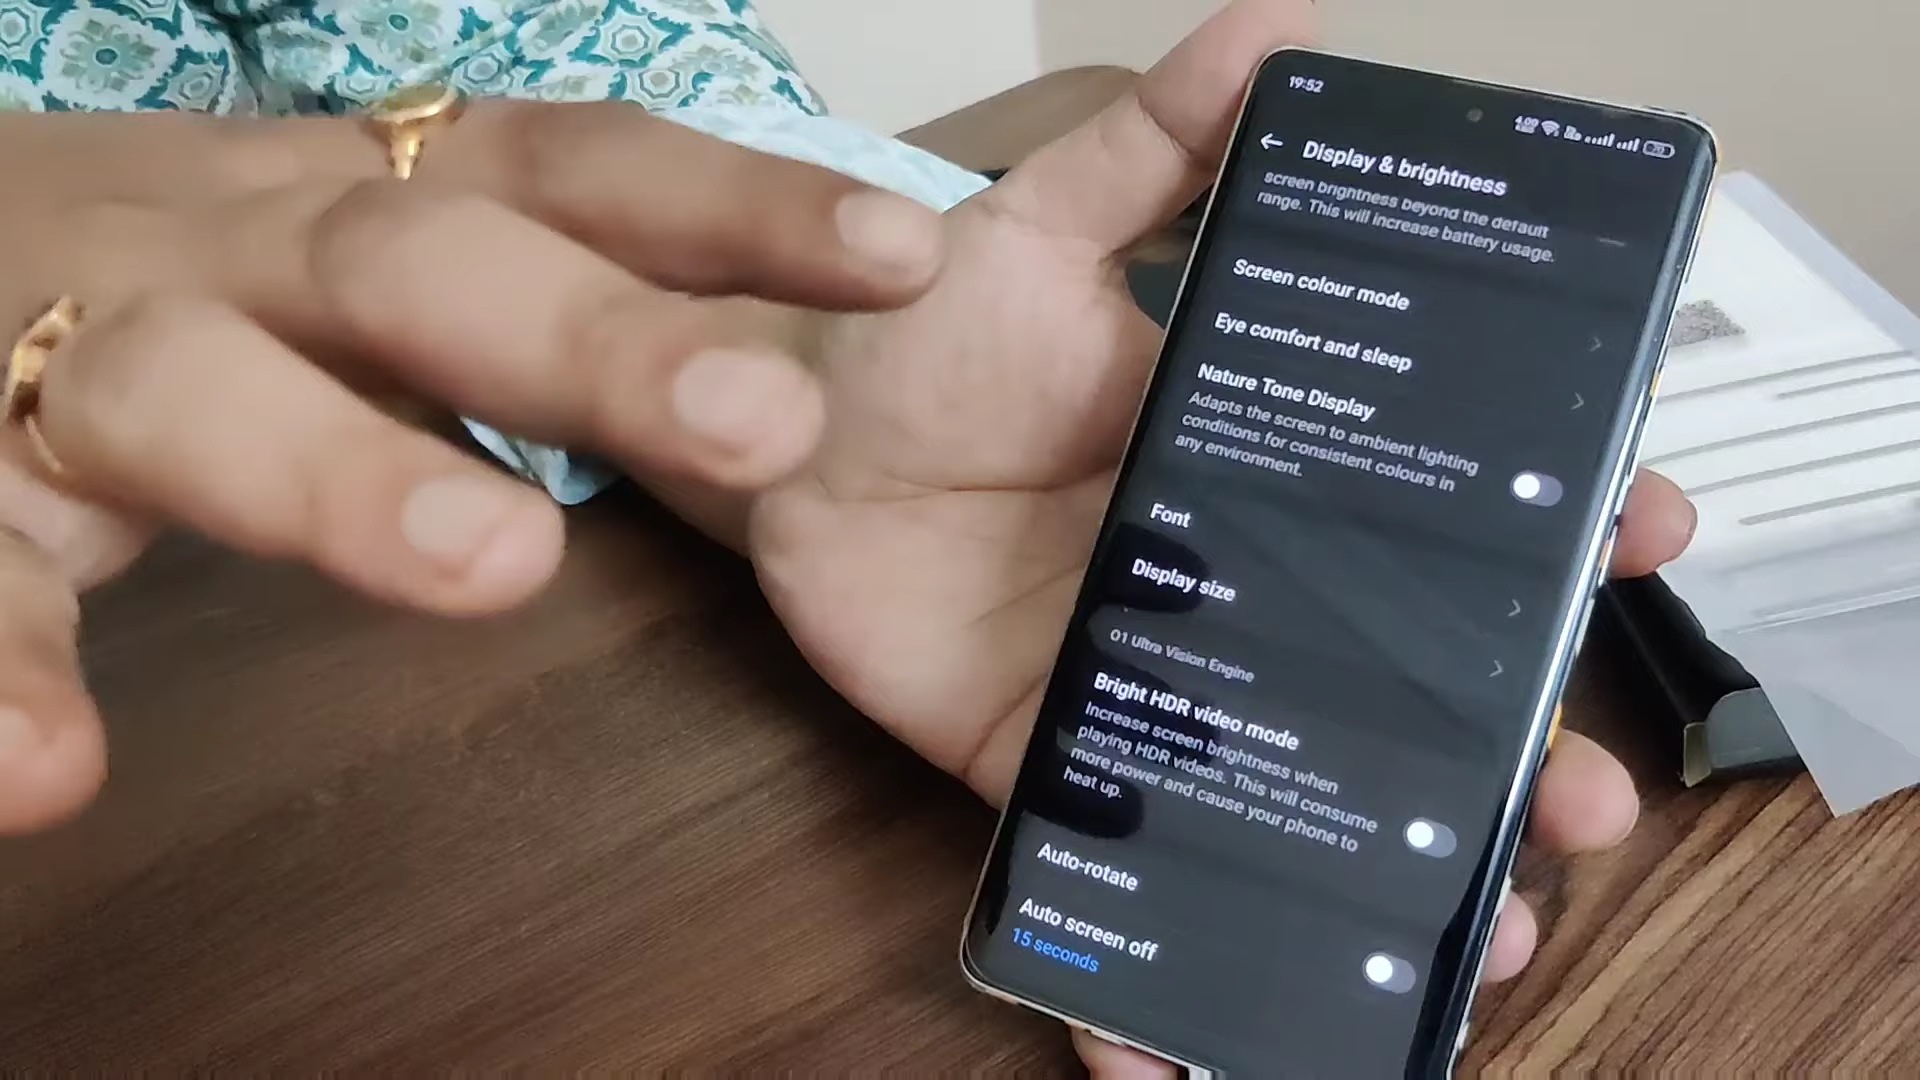 19:52
4.00
70
Display & brightness
screen brightness beyond the default
range. This will increase battery usage.
Screen colour mode
Eye comfort and sleep
Nature Tone Display
Adapts the screen to ambient lighting
conditions for consistent colours in
any environment.
Font
Display size
O1 Ultra Vision Engine
Bright HDR video mode
Increase screen brightness when
playing HDR videos. This will consume
more power and cause your phone to
heat up.
Auto-rotate
Auto screen off
15 seconds